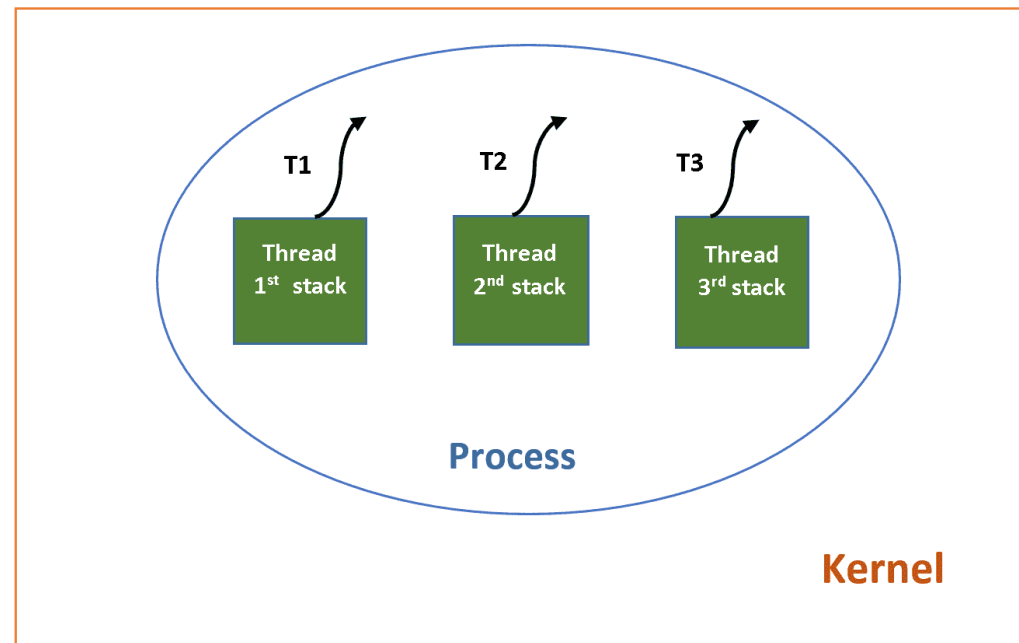 T1
T2
T3
Thread
1st stack
Thread
2nd stack
Thread
3rd stack
Process
Kernel